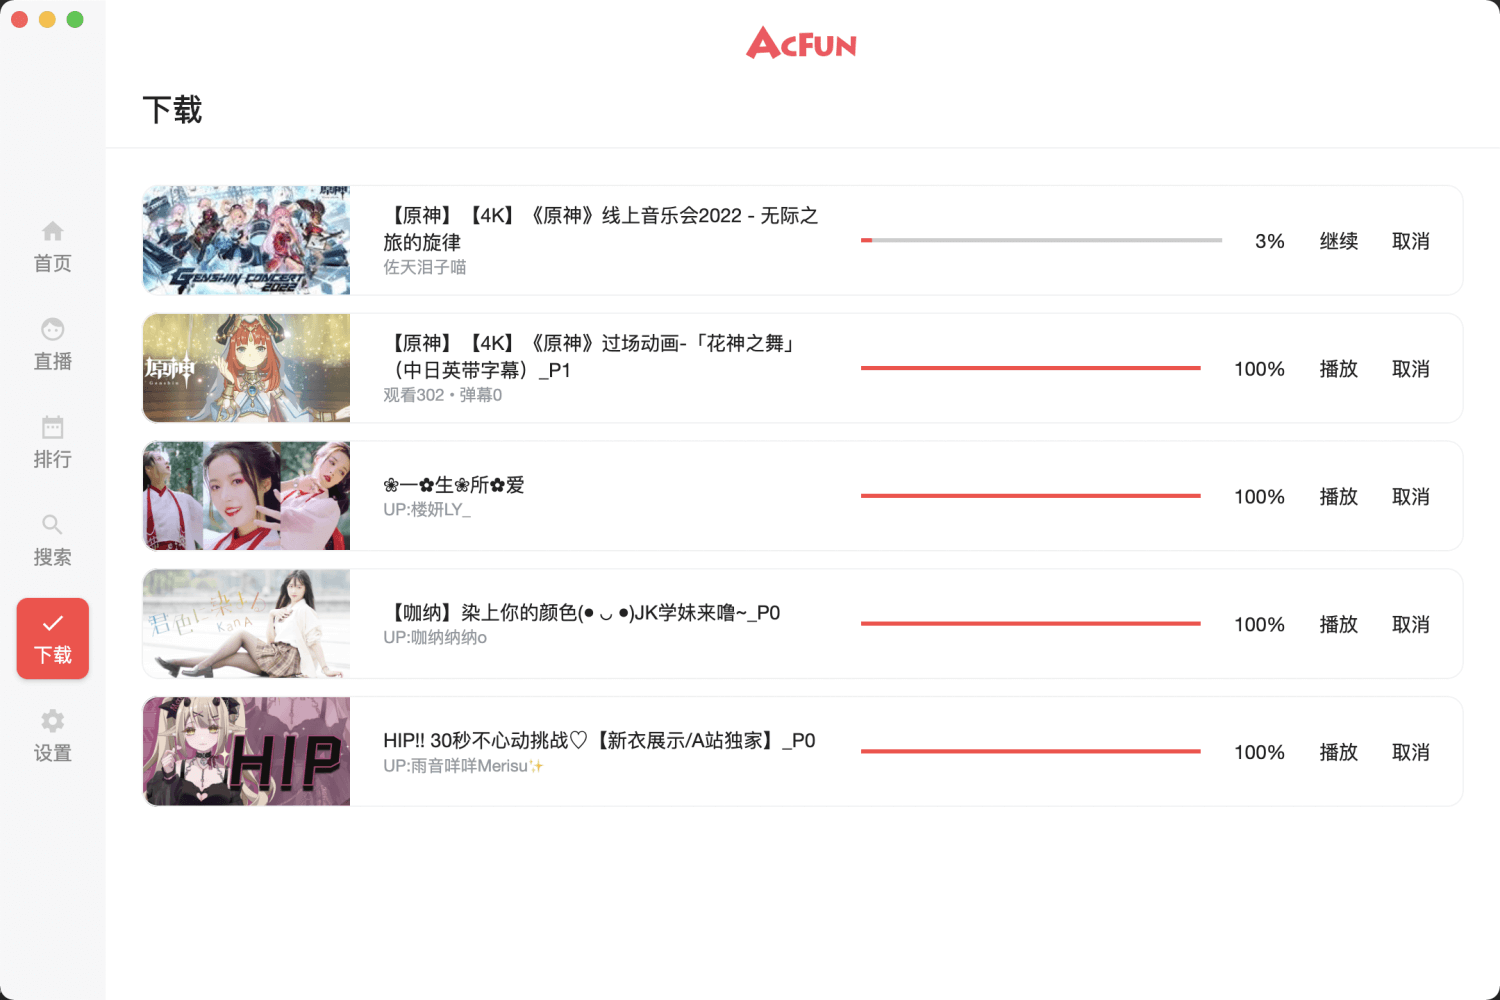 AcFun
下载
首页
直播
排行
搜索
下载
设置
原神
GENSHIN CONCERT
2022
【原神】【4K】《原神》线上音乐会2022 - 无际之
旅的旋律
佐天泪子喵
3% 继续 取消
原神
Genshin
【原神】【4K】《原神》过场动画-「花神之舞」
（中日英带字幕）_P1
观看302 • 弹幕0
100% 播放 取消
❀一✿生❀所✿爱
UP:楼妍LY_
100% 播放 取消
君色に染まる
KanA
【咖纳】染上你的颜色(● ◡ ●)JK学妹来噜~_P0
UP:咖纳纳纳o
100% 播放 取消
HIP
HIP!! 30秒不心动挑战♡【新衣展示/A站独家】_P0
UP:雨音咩咩Merisu✨
100% 播放 取消